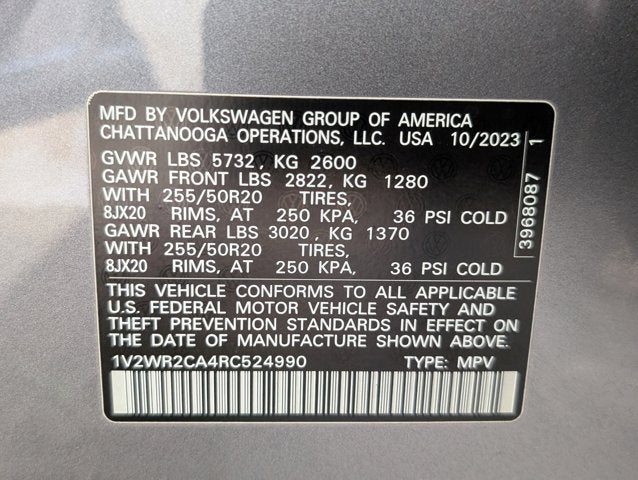 MFD BY VOLKSWAGEN GROUP OF AMERICA
CHATTANOOGA OPERATIONS, LLC. USA 10/2023
GVWR LBS 5732, KG 2600
GAWR FRONT LBS 2822, KG 1280
WITH 255/50R20 TIRES,
8JX20 RIMS, AT 250 KPA, 36 PSI COLD
GAWR REAR LBS 3020, KG 1370
WITH 255/50R20 TIRES,
8JX20 RIMS, AT 250 KPA, 36 PSI COLD
THIS VEHICLE CONFORMS TO ALL APPLICABLE
U.S. FEDERAL MOTOR VEHICLE SAFETY AND
THEFT PREVENTION STANDARDS IN EFFECT ON
THE DATE OF MANUFACTURE SHOWN ABOVE.
1V2WR2CA4RC524990 TYPE: MPV
3968087 1